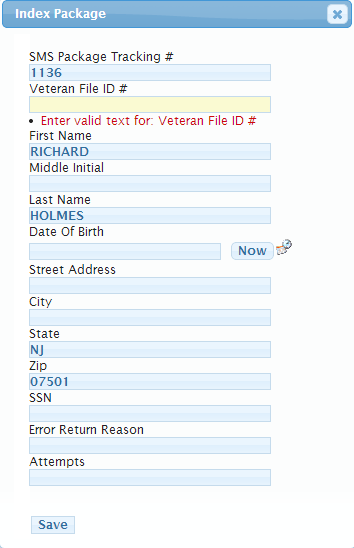 Index Package
SMS Package Tracking #
1136
Veteran File ID #
• Enter valid text for: Veteran File ID #
First Name
RICHARD
Middle Initial
Last Name
HOLMES
Date Of Birth
Now
Street Address
City
State
NJ
Zip
07501
SSN
Error Return Reason
Attempts
Save